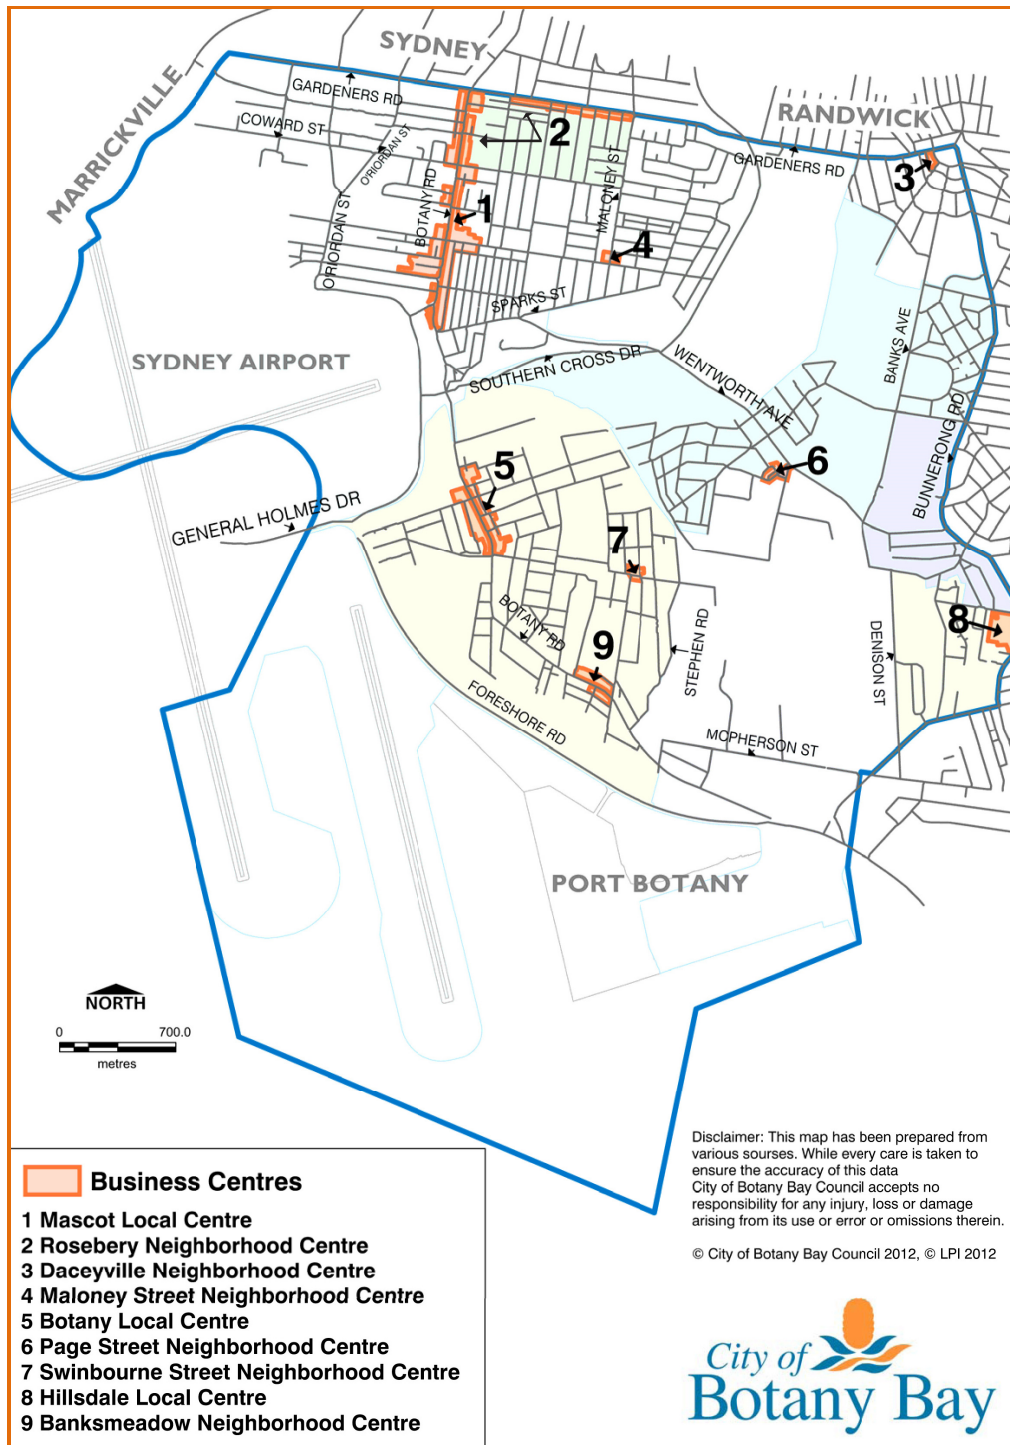 SYDNEY
MARRICKVILLE
GARDENERS RD
RANDWICK
COWARD ST
2
O'RIORDAN ST
GARDENERS RD
3
BOTANY RD
MALONEY ST
1
O'RIORDAN ST
4
SPARKS ST
SYDNEY AIRPORT
SOUTHERN CROSS DR
WENTWORTH AVE
BANKS AVE
BUNNERONG RD
5
6
GENERAL HOLMES DR
7
BOTANY RD
9
8
STEPHEN RD
DENISON ST
FORESHORE RD
MCPHERSON ST
PORT BOTANY
NORTH
0 700.0
metres
Disclaimer: This map has been prepared from
various sourses. While every care is taken to
ensure the accuracy of this data
City of Botany Bay Council accepts no
responsibility for any injury, loss or damage
arising from its use or error or omissions therein.
© City of Botany Bay Council 2012, © LPI 2012
Business Centres
1 Mascot Local Centre
2 Rosebery Neighborhood Centre
3 Daceyville Neighborhood Centre
4 Maloney Street Neighborhood Centre
5 Botany Local Centre
6 Page Street Neighborhood Centre
7 Swinbourne Street Neighborhood Centre
8 Hillsdale Local Centre
9 Banksmeadow Neighborhood Centre
City of
Botany Bay